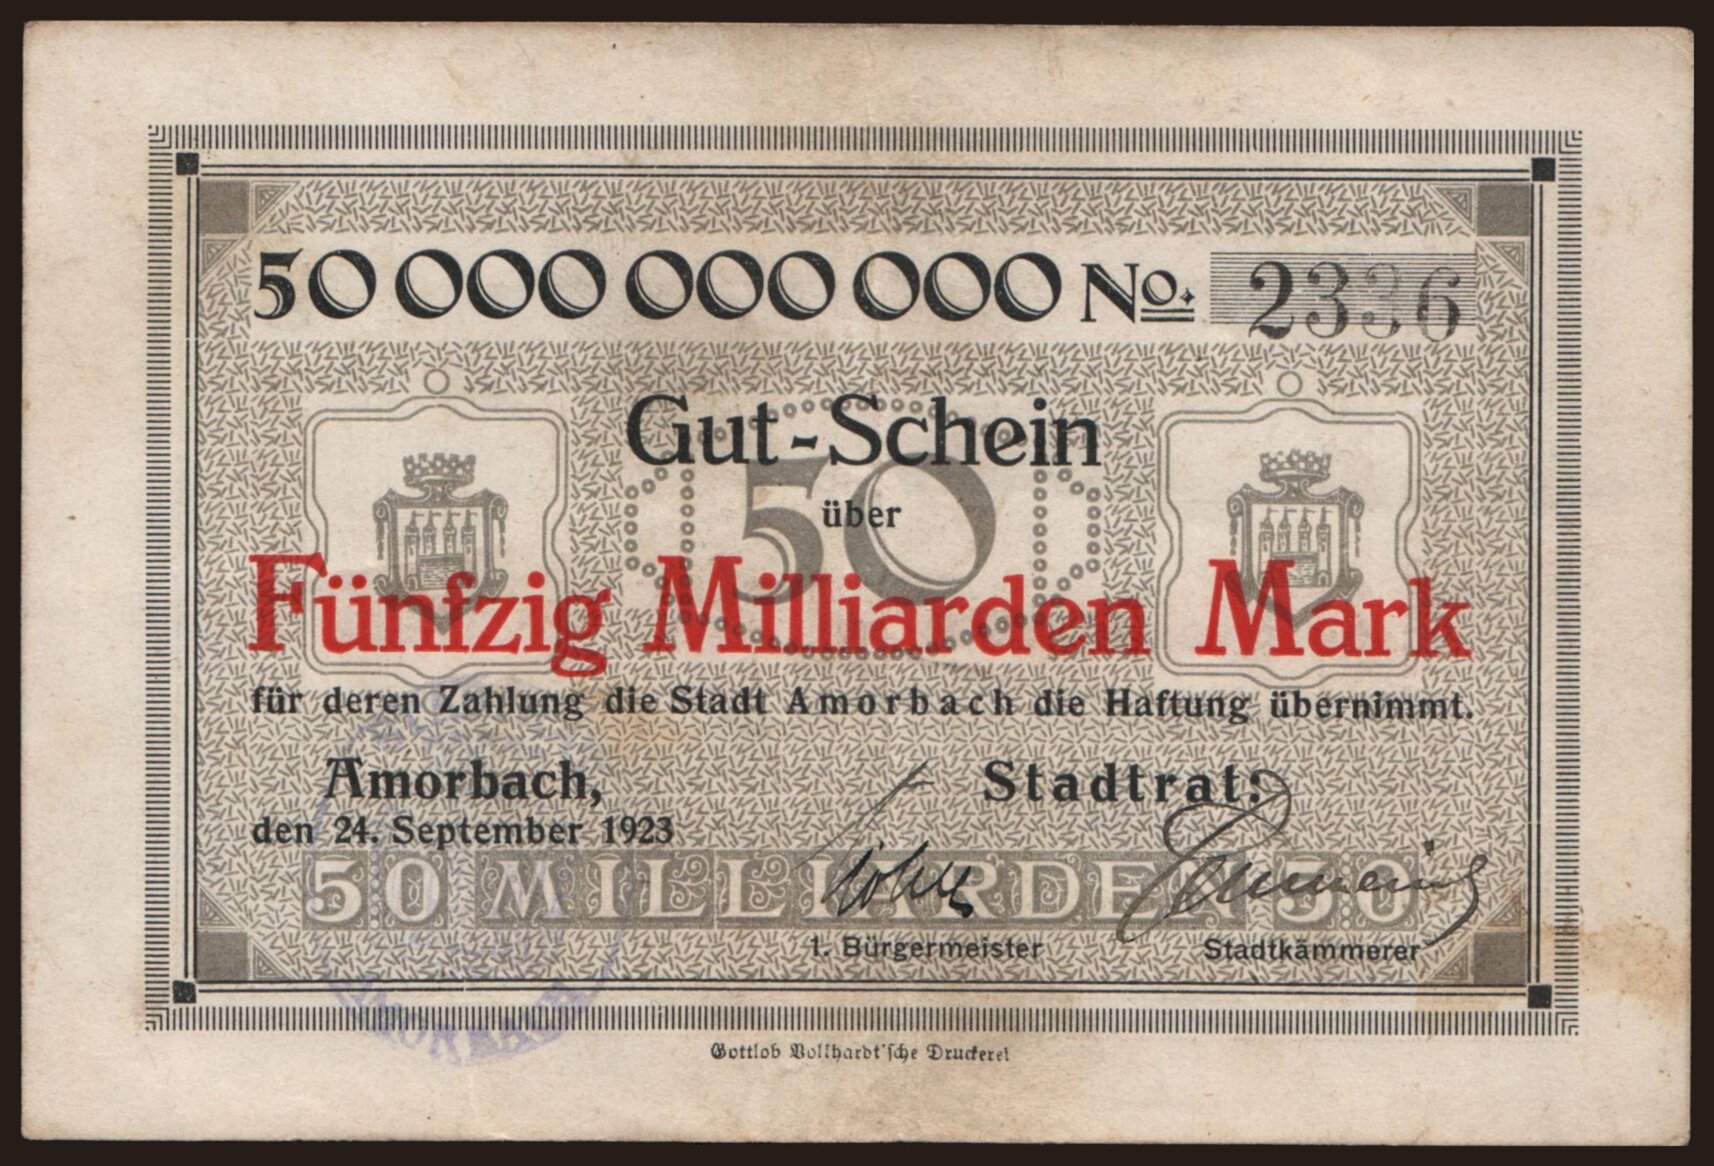 50 000 000 000 No. 2336
50
Gut-Schein
über
Fünfzig Milliarden Mark
für deren Zahlung die Stadt Amorbach die Haftung übernimmt.
Amorbach,
Stadtrat:
den 24. September 1923
50 MILLIARDEN 50
1. Bürgermeister
Stadtkämmerer
AMORBACH
Gottlob Vollhardt'sche Druckerei